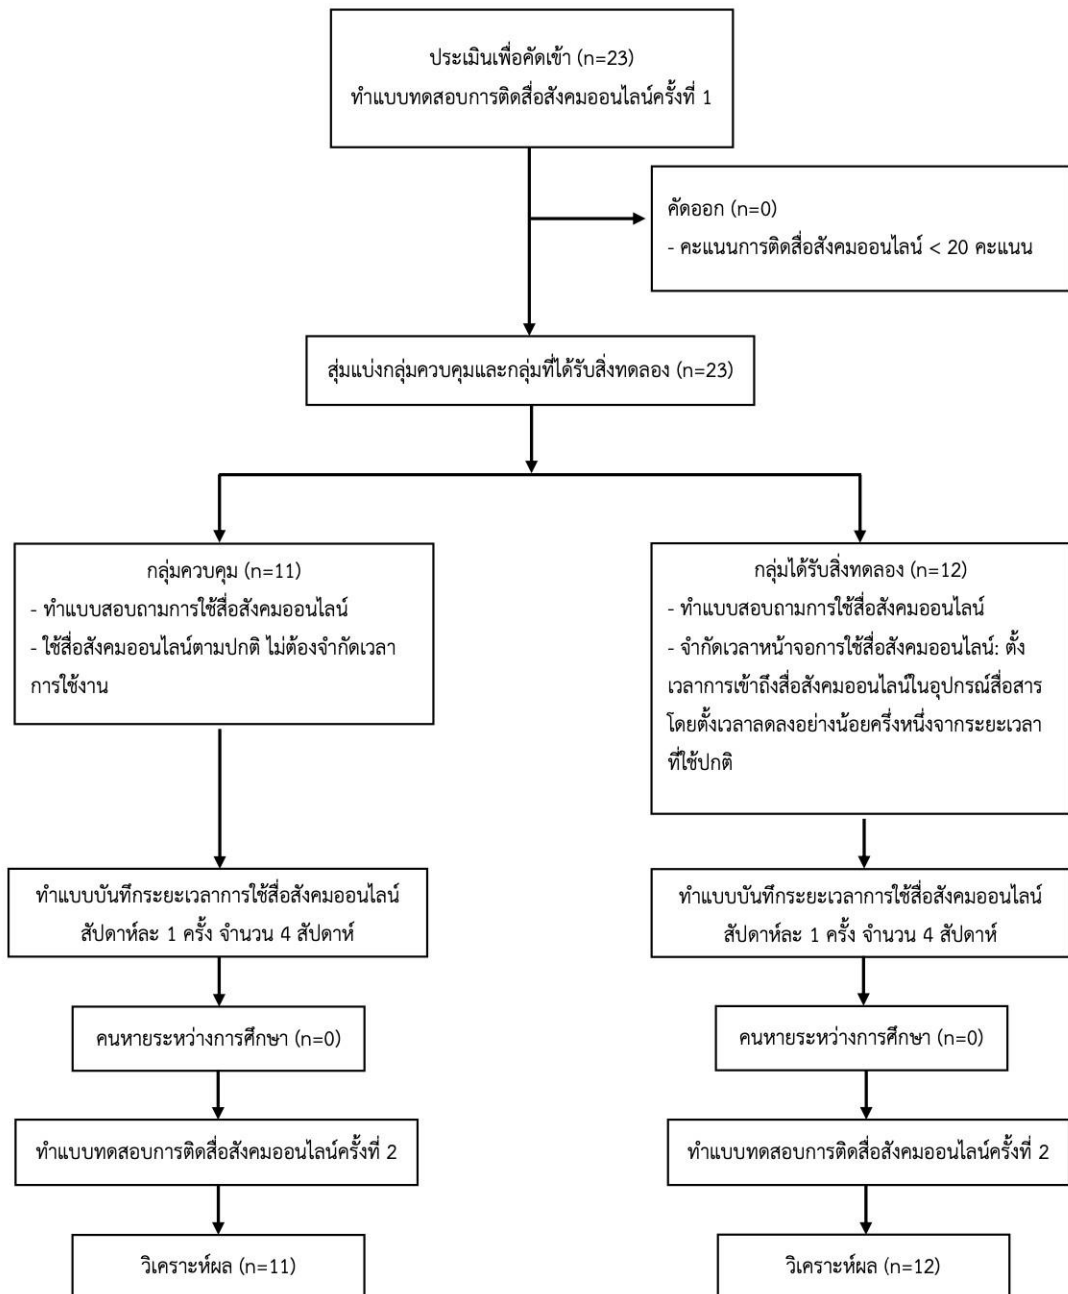 ประเมินเพื่อคัดเข้า (n=23)
ทำแบบทดสอบการติดสื่อสังคมออนไลน์ครั้งที่ 1
คัดออก (n=0)
- คะแนนการติดสื่อสังคมออนไลน์ < 20 คะแนน
สุ่มแบ่งกลุ่มควบคุมและกลุ่มที่ได้รับสิ่งทดลอง (n=23)
กลุ่มควบคุม (n=11)
- ทำแบบสอบถามการใช้สื่อสังคมออนไลน์
- ใช้สื่อสังคมออนไลน์ตามปกติ ไม่ต้องจำกัดเวลา
การใช้งาน
กลุ่มได้รับสิ่งทดลอง (n=12)
- ทำแบบสอบถามการใช้สื่อสังคมออนไลน์
- จำกัดเวลาหน้าจอการใช้สื่อสังคมออนไลน์: ตั้ง
เวลาการเข้าถึงสื่อสังคมออนไลน์ในอุปกรณ์สื่อสาร
โดยตั้งเวลาลดลงอย่างน้อยครึ่งหนึ่งจากระยะเวลา
ที่ใช้ปกติ
ทำแบบบันทึกระยะเวลาการใช้สื่อสังคมออนไลน์
สัปดาห์ละ 1 ครั้ง จำนวน 4 สัปดาห์
ทำแบบบันทึกระยะเวลาการใช้สื่อสังคมออนไลน์
สัปดาห์ละ 1 ครั้ง จำนวน 4 สัปดาห์
คนหายระหว่างการศึกษา (n=0)
คนหายระหว่างการศึกษา (n=0)
ทำแบบทดสอบการติดสื่อสังคมออนไลน์ครั้งที่ 2
ทำแบบทดสอบการติดสื่อสังคมออนไลน์ครั้งที่ 2
วิเคราะห์ผล (n=11)
วิเคราะห์ผล (n=12)